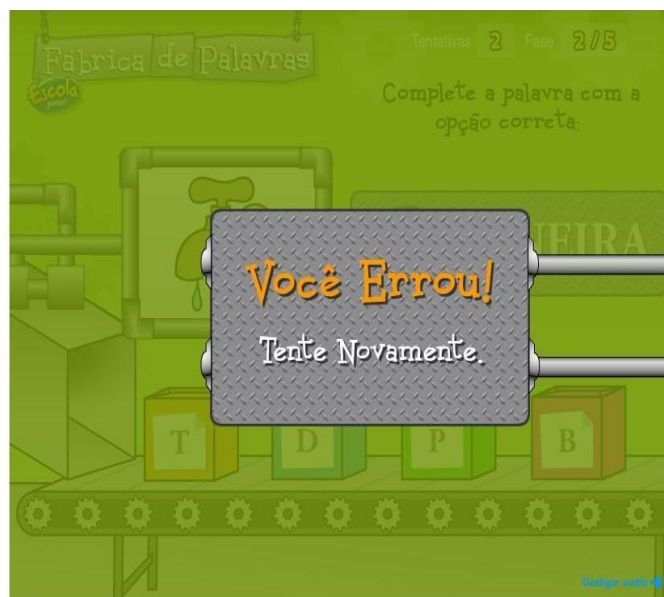 Fábrica de Palavras
Escola
Tentativas 2 Fase 2/5
Complete a palavra com a
opção correta:
EIRA
Você Errou!
Tente Novamente.
T D P B
Desligar audio